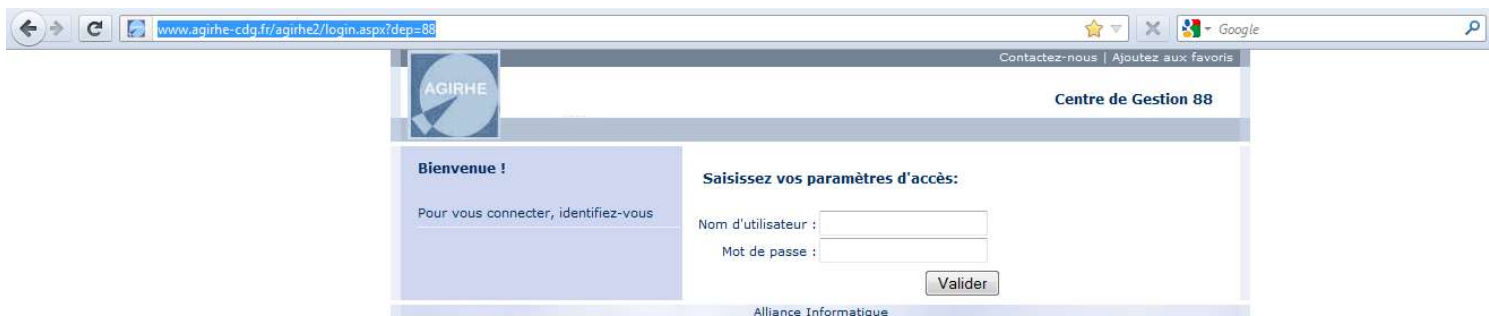 www.agirhe-cdg.fr/agirhe2/login.aspx?dep=88
Google
Contactez-nous | Ajoutez aux favoris
AGIRHE
Centre de Gestion 88
Bienvenue !
Pour vous connecter, identifiez-vous
Saisissez vos paramètres d'accès:
Nom d'utilisateur :
Mot de passe :
Valider
Alliance Informatique